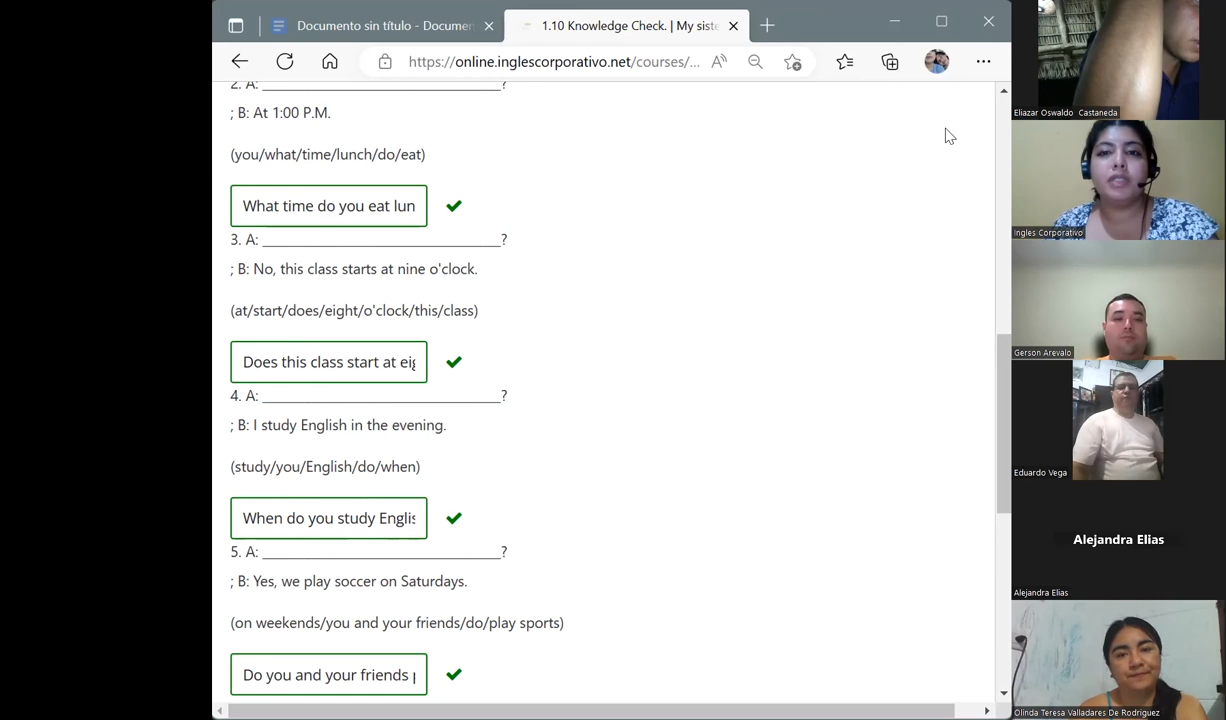 Documento sin título - Documen
1.10 Knowledge Check. | My siste
https://online.inglescorporativo.net/courses/...
2. A: ______________________________?
; B: At 1:00 P.M.
(you/what/time/lunch/do/eat)
What time do you eat lun
3. A: ______________________________?
; B: No, this class starts at nine o'clock.
(at/start/does/eight/o'clock/this/class)
Does this class start at eig
4. A: ______________________________?
; B: I study English in the evening.
(study/you/English/do/when)
When do you study Englis
5. A: ______________________________?
; B: Yes, we play soccer on Saturdays.
(on weekends/you and your friends/do/play sports)
Do you and your friends p
Eliazar Oswaldo Castaneda
Ingles Corporativo
Gerson Arevalo
Eduardo Vega
Alejandra Elias
Alejandra Elias
Olinda Teresa Valladares De Rodriguez